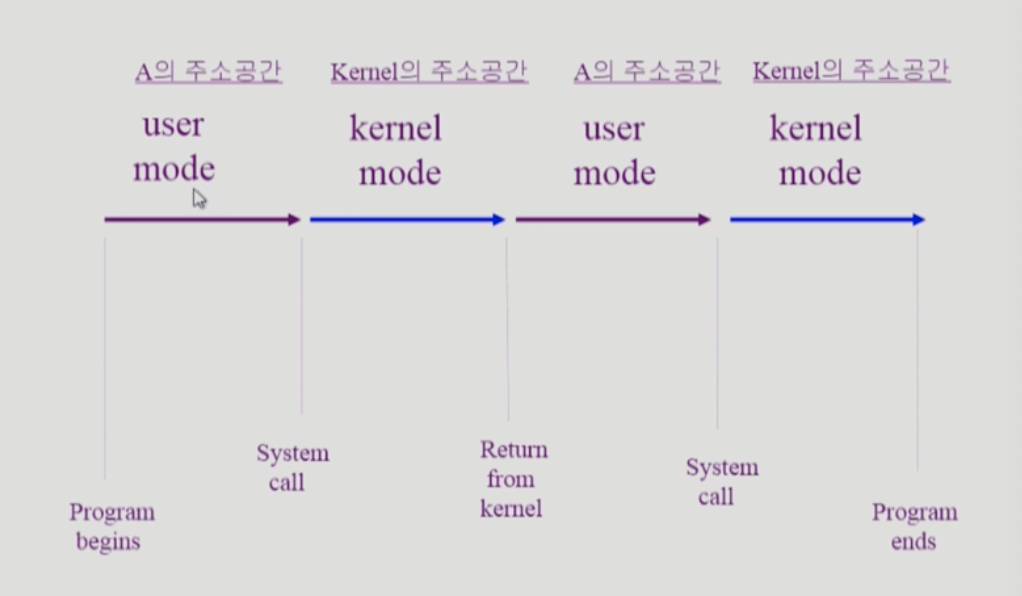 A의 주소공간
Kernel의 주소공간
A의 주소공간
Kernel의 주소공간
user
mode
kernel
mode
user
mode
kernel
mode
System
call
Return
from
kernel
System
call
Program
begins
Program
ends